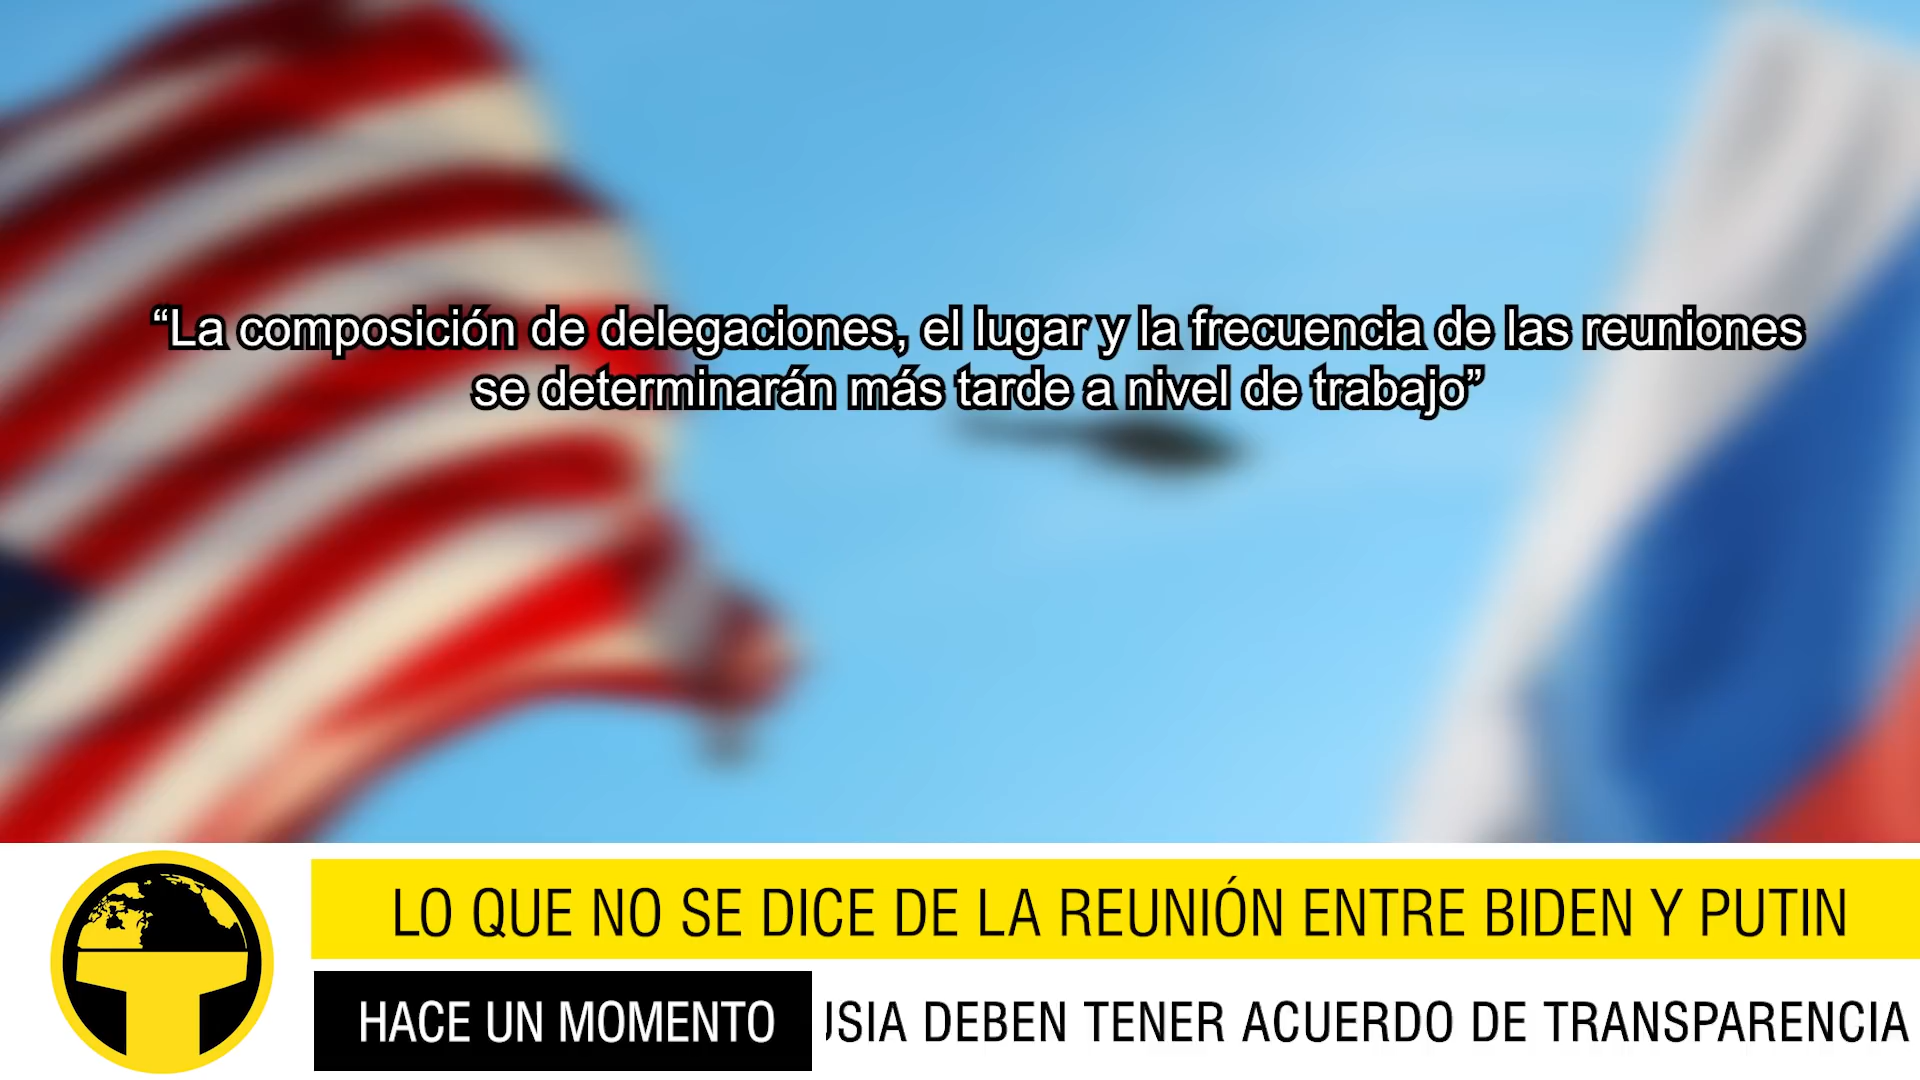 “La composición de delegaciones, el lugar y la frecuencia de las reuniones
se determinarán más tarde a nivel de trabajo”
LO QUE NO SE DICE DE LA REUNIÓN ENTRE BIDEN Y PUTIN
HACE UN MOMENTO
DEBEN TENER ACUERDO DE TRANSPARENCIA